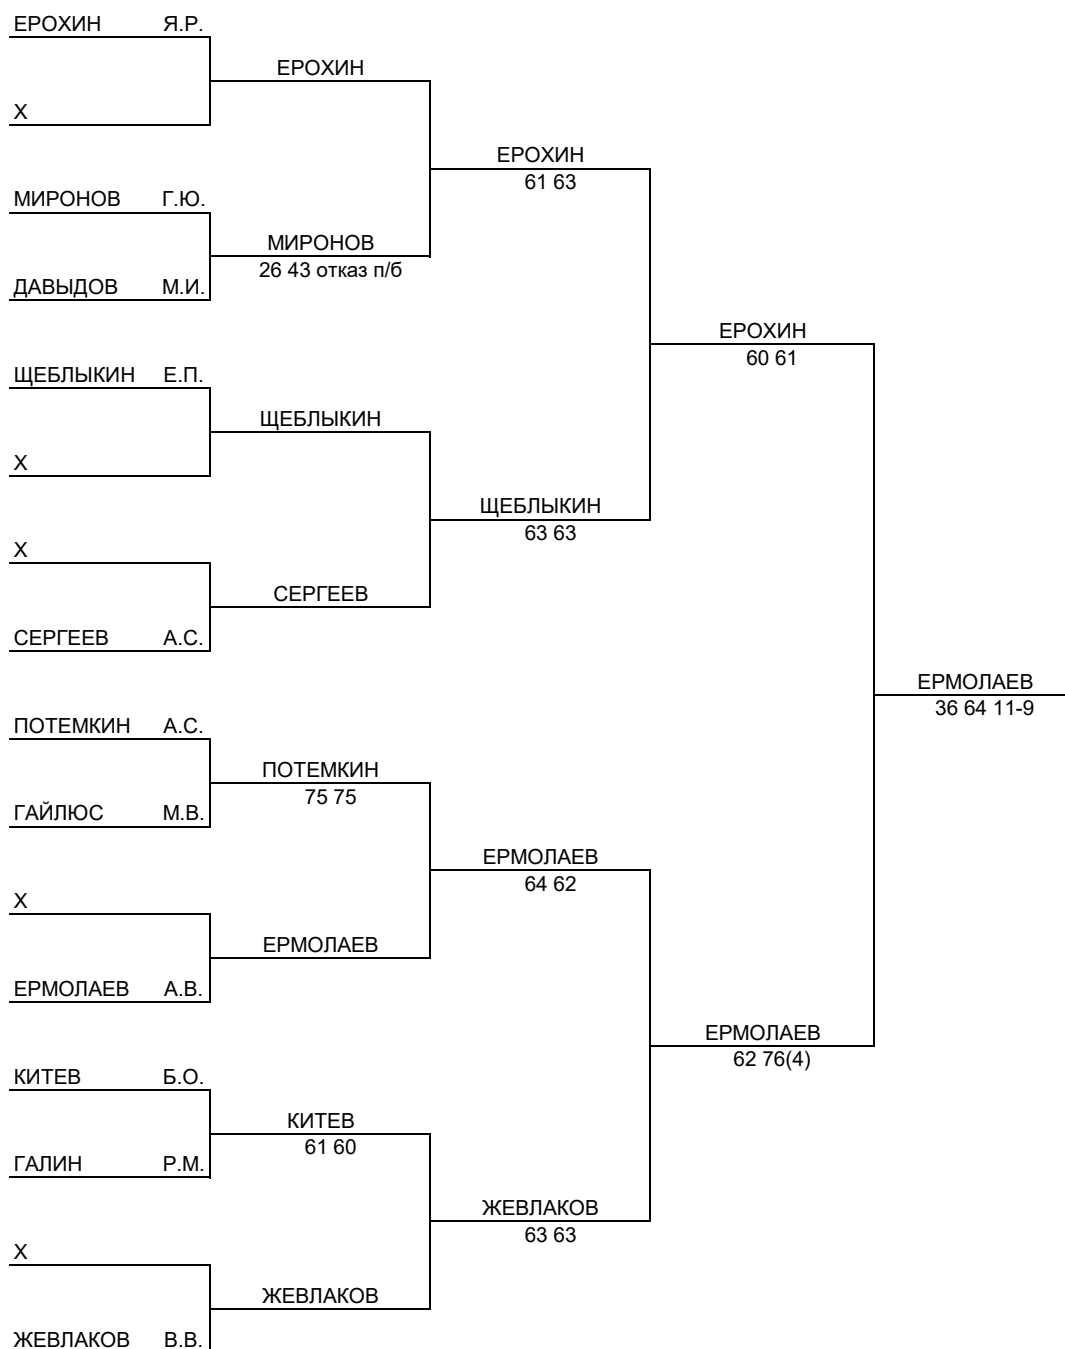 ЕРОХИН Я.Р.
ЕРОХИН
Х
ЕРОХИН
61 63
МИРОНОВ Г.Ю.
МИРОНОВ
26 43 отказ п/б
ДАВЫДОВ М.И.
ЕРОХИН
60 61
ЩЕБЛЫКИН Е.П.
ЩЕБЛЫКИН
Х
ЩЕБЛЫКИН
63 63
Х
СЕРГЕЕВ
СЕРГЕЕВ А.С.
ЕРМОЛАЕВ
36 64 11-9
ПОТЕМКИН А.С.
ПОТЕМКИН
75 75
ГАЙЛЮС М.В.
ЕРМОЛАЕВ
64 62
Х
ЕРМОЛАЕВ
ЕРМОЛАЕВ А.В.
ЕРМОЛАЕВ
62 76(4)
КИТЕВ Б.О.
КИТЕВ
61 60
ГАЛИН Р.М.
ЖЕВЛАКОВ
63 63
Х
ЖЕВЛАКОВ
ЖЕВЛАКОВ В.В.